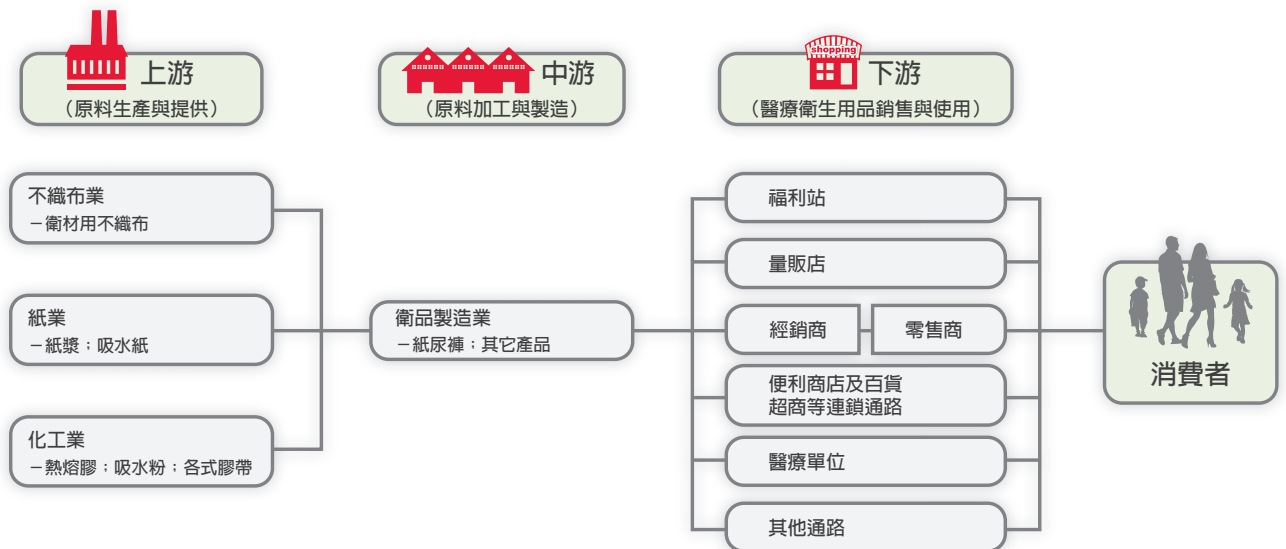 上游
（原料生產與提供）
中游
（原料加工與製造）
shopping
下游
（醫療衛生用品銷售與使用）
不織布業
－衛材用不織布
紙業
－紙漿；吸水紙
化工業
－熱熔膠；吸水粉；各式膠帶
衛品製造業
－紙尿褲；其它產品
福利站
量販店
經銷商
零售商
便利商店及百貨
超商等連鎖通路
醫療單位
其他通路
消費者